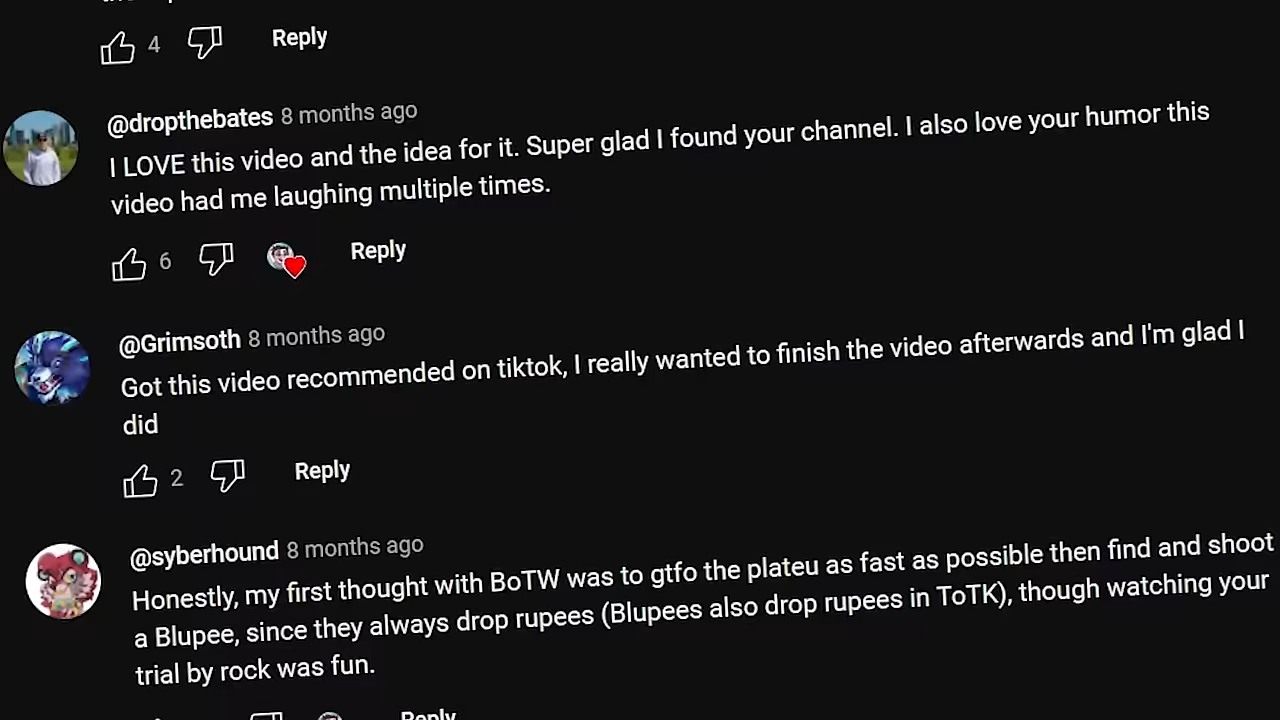 4 Reply
@dropthebates 8 months ago
I LOVE this video and the idea for it. Super glad I found your channel. I also love your humor this
video had me laughing multiple times.
6 Reply
@Grimsoth 8 months ago
Got this video recommended on tiktok, I really wanted to finish the video afterwards and I'm glad I
did
2 Reply
@syberhound 8 months ago
Honestly, my first thought with BoTW was to gtfo the plateu as fast as possible then find and shoot
a Blupee, since they always drop rupees (Blupees also drop rupees in ToTK), though watching your
trial by rock was fun.
Reply